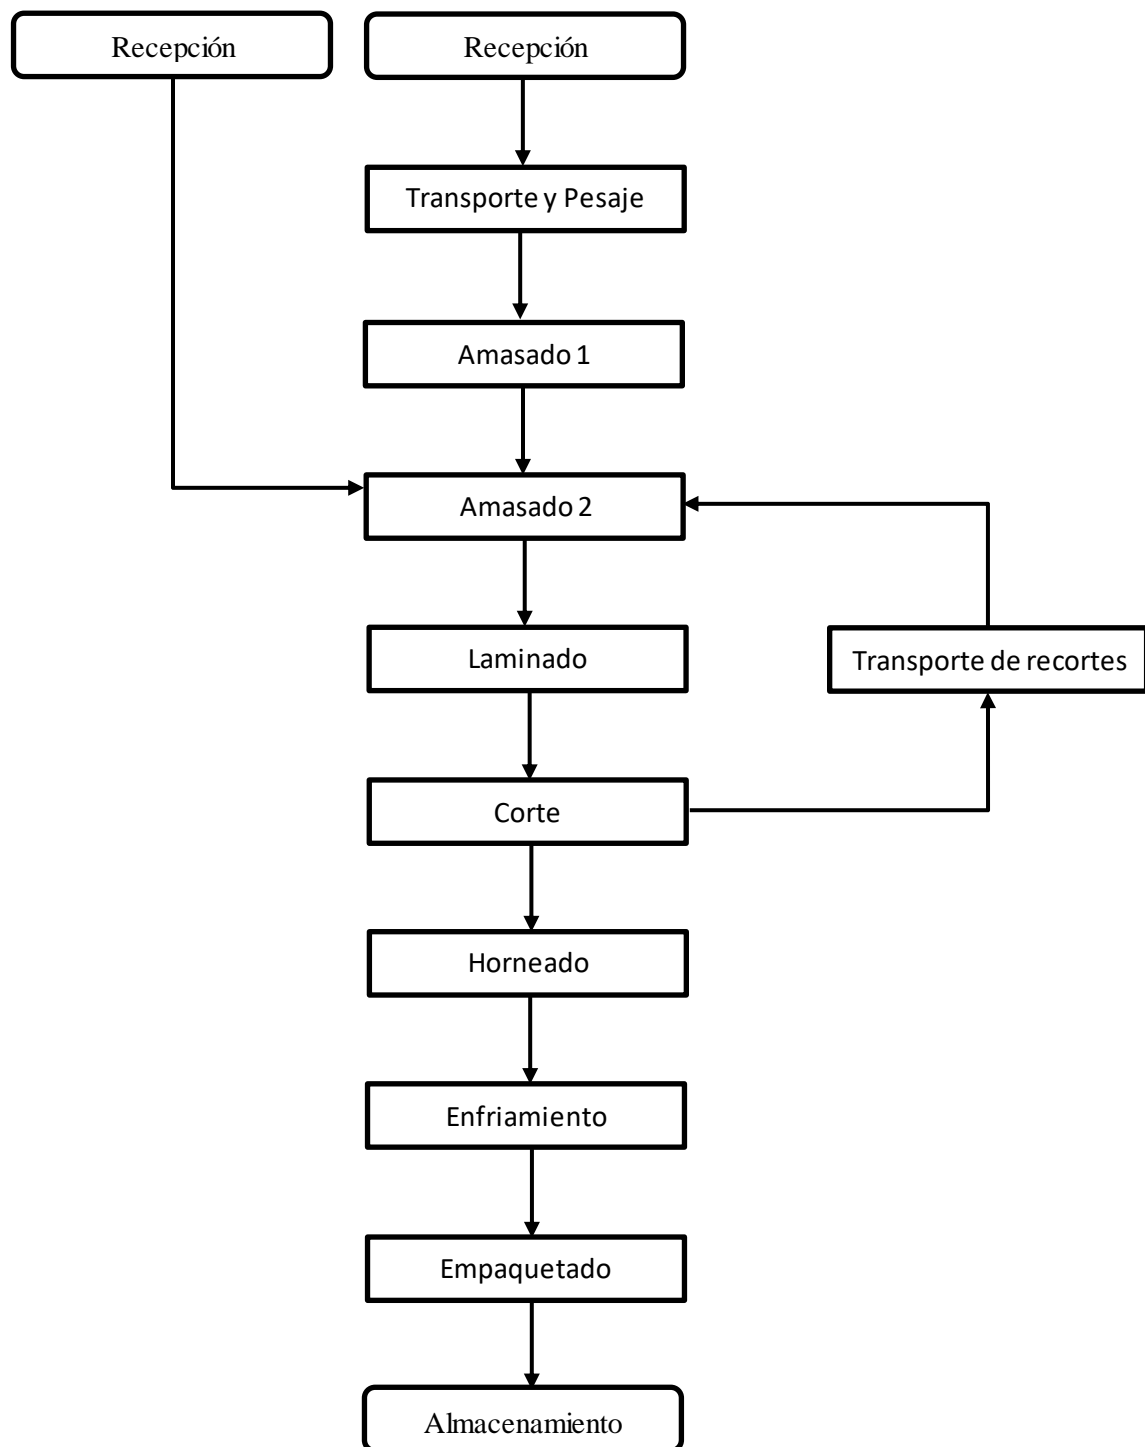 Recepción
Recepción
Transporte y Pesaje
Amasado 1
Amasado 2
Laminado
Transporte de recortes
Corte
Horneado
Enfriamiento
Empaquetado
Almacenamiento